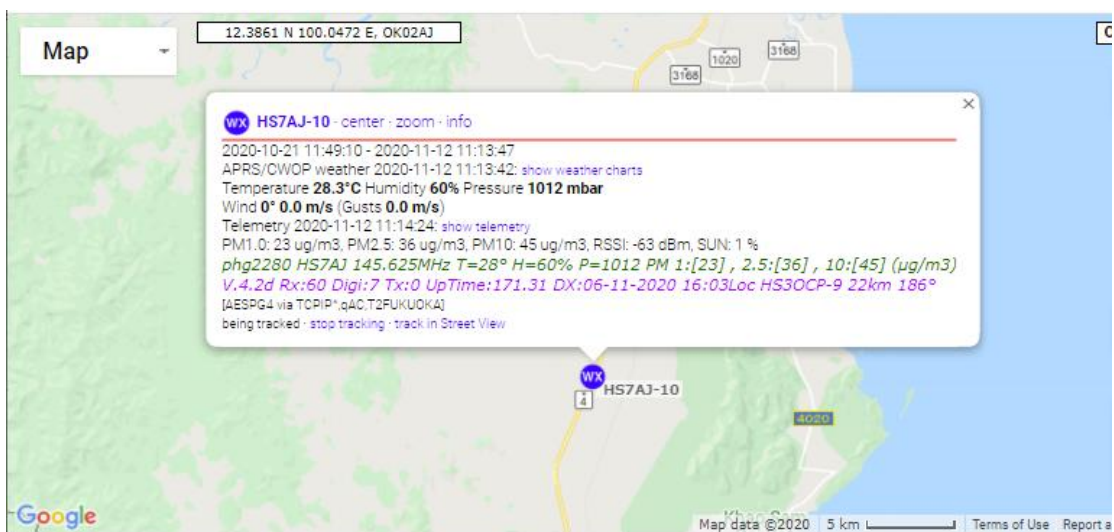 Map
12.3861 N 100.0472 E, OK02AJ
3168
1020
3168
WX HS7AJ-10 · center · zoom · info
2020-10-21 11:49:10 - 2020-11-12 11:13:47
APRS/CWOP weather 2020-11-12 11:13:42: show weather charts
Temperature 28.3°C Humidity 60% Pressure 1012 mbar
Wind 0° 0.0 m/s (Gusts 0.0 m/s)
Telemetry 2020-11-12 11:14:24: show telemetry
PM1.0: 23 ug/m3, PM2.5: 36 ug/m3, PM10: 45 ug/m3, RSSI: -63 dBm, SUN: 1 %
phg2280 HS7AJ 145.625MHz T=28° H=60% P=1012 PM 1:[23] , 2.5:[36] , 10:[45] (µg/m3)
V.4.2d Rx:60 Digi:7 Tx:0 UpTime:171.31 DX:06-11-2020 16:03Loc HS3OCP-9 22km 186°
[AESPG4 via TCPIP*,qAC,T2FUKUOKA]
being tracked · stop tracking · track in Street View
WX
HS7AJ-10
4
4020
Google
Map data ©2020 5 km Terms of Use Report a